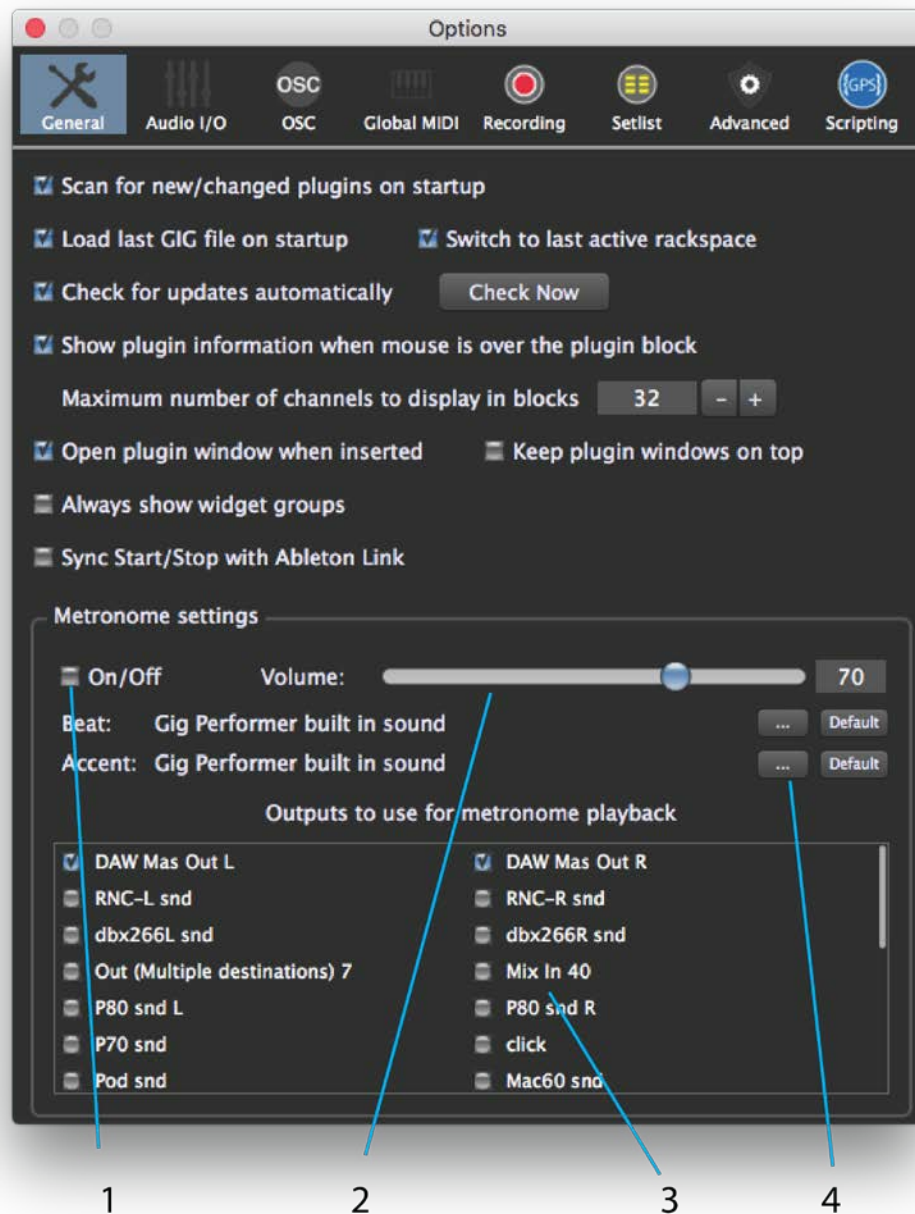 Options
General Audio I/O OSC Global MIDI Recording Setlist Advanced Scripting
OSC
{GPS}
Scan for new/changed plugins on startup
Load last GIG file on startup Switch to last active rackspace
Check for updates automatically Check Now
Show plugin information when mouse is over the plugin block
Maximum number of channels to display in blocks 32 - +
Open plugin window when inserted Keep plugin windows on top
Always show widget groups
Sync Start/Stop with Ableton Link
Metronome settings
On/Off Volume: 70
Beat: Gig Performer built in sound ... Default
Accent: Gig Performer built in sound ... Default
Outputs to use for metronome playback
DAW Mas Out L DAW Mas Out R
RNC-L snd RNC-R snd
dbx266L snd dbx266R snd
Out (Multiple destinations) 7 Mix In 40
P80 snd L P80 snd R
P70 snd click
Pod snd Mac60 snd
1 2 3 4